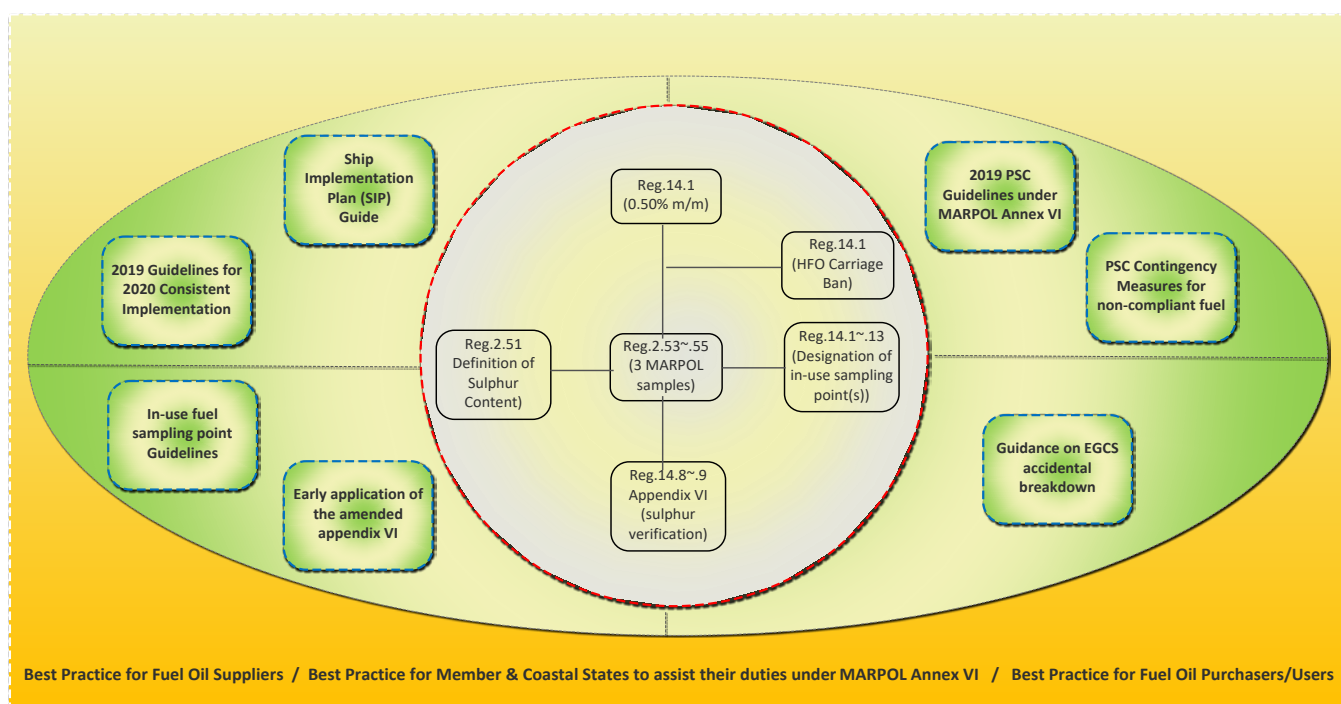 Ship
Implementation
Plan (SIP)
Guide
2019 Guidelines for
2020 Consistent
Implementation
In-use fuel
sampling point
Guidelines
Early application of
the amended
appendix VI
Reg.14.1
(0.50% m/m)
Reg.14.1
(HFO Carriage
Ban)
Reg.2.51
Definition of
Sulphur
Content)
Reg.2.53~.55
(3 MARPOL
samples)
Reg.14.1~.13
(Designation of
in-use sampling
point(s))
Reg.14.8~.9
Appendix VI
(sulphur
verification)
2019 PSC
Guidelines under
MARPOL Annex VI
PSC Contingency
Measures for
non-compliant fuel
Guidance on EGCS
accidental
breakdown
Best Practice for Fuel Oil Suppliers / Best Practice for Member & Coastal States to assist their duties under MARPOL Annex VI / Best Practice for Fuel Oil Purchasers/Users